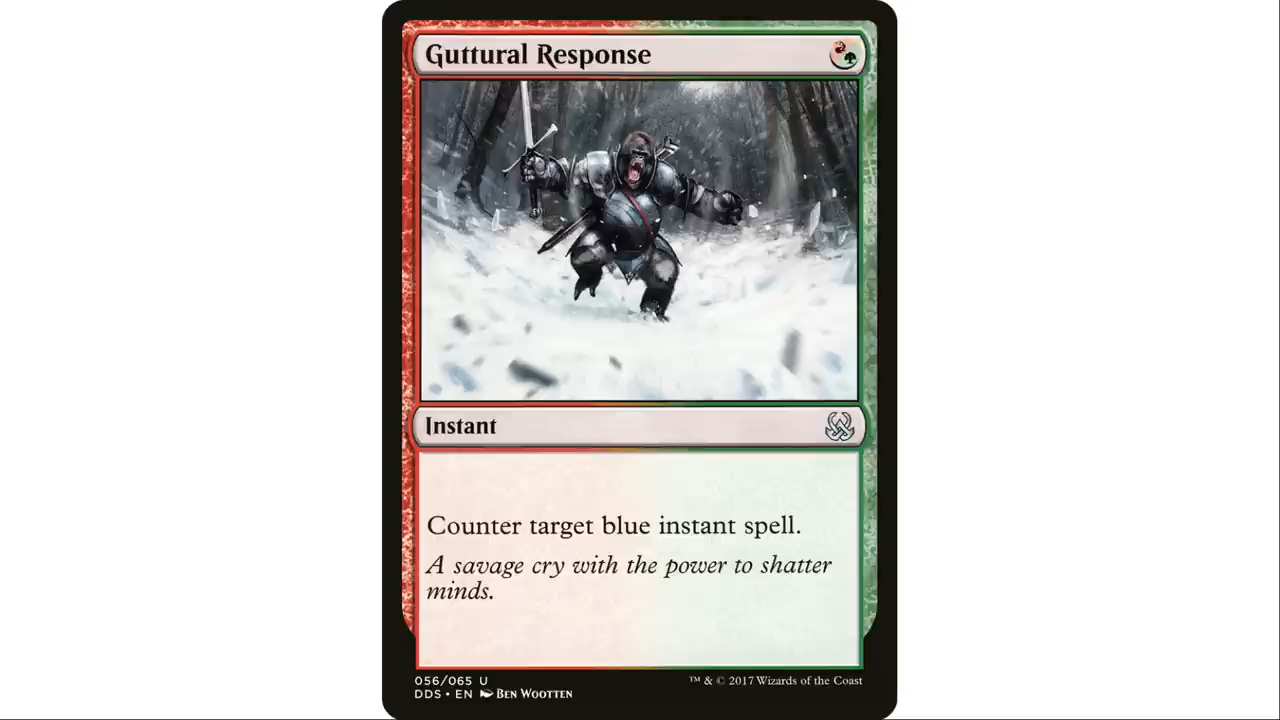 Guttural Response
Instant
Counter target blue instant spell.
A savage cry with the power to shatter
minds.
056/065 U
DDS • EN Ben Wootten
™ & © 2017 Wizards of the Coast